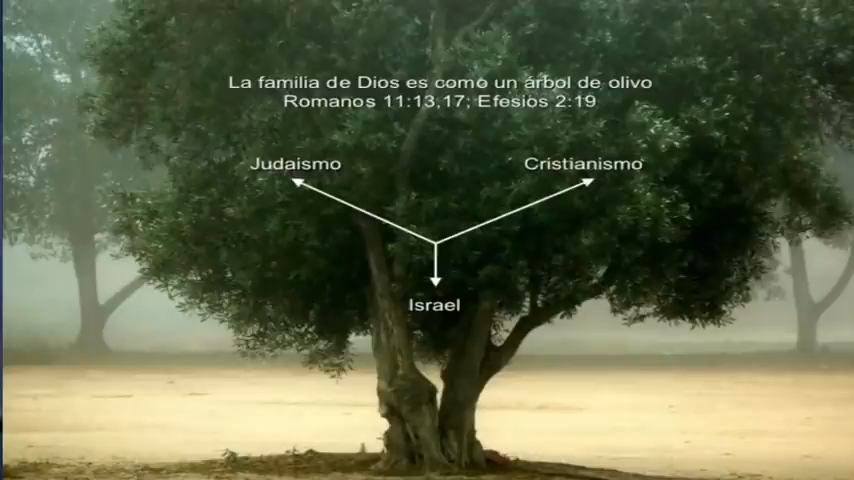 La familia de Dios es como un árbol de olivo
Romanos 11:13,17; Efesios 2:19
Judaismo
Cristianismo
Israel